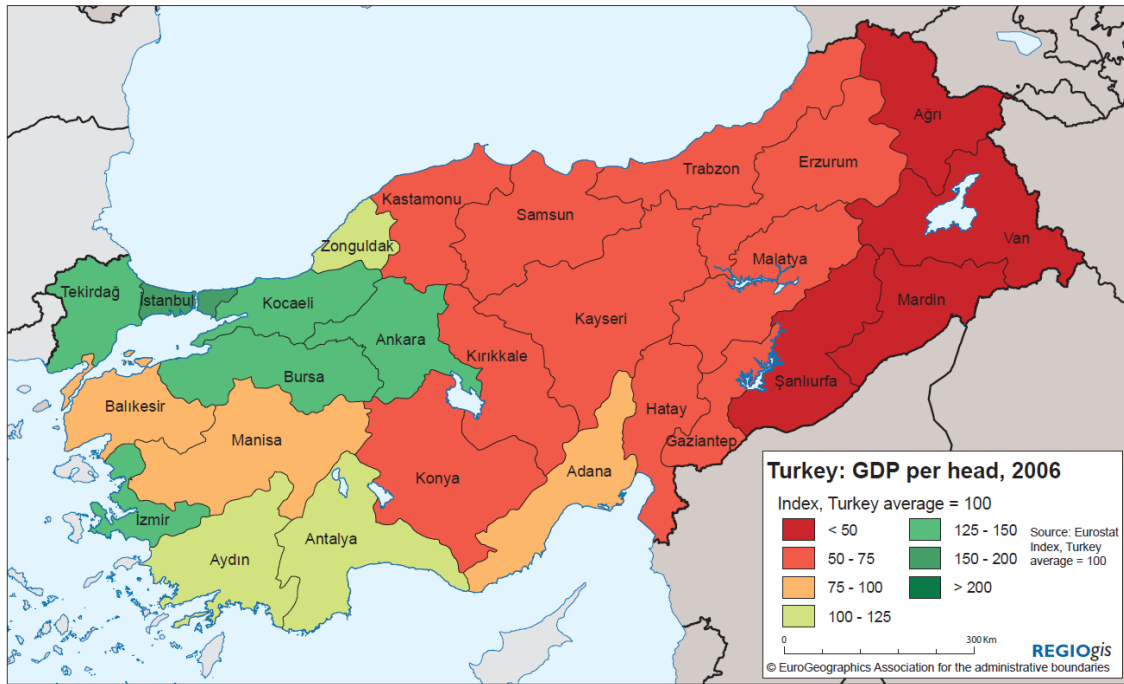 Ağrı
Erzurum
Trabzon
Kastamonu
Samsun
Van
Zonguldak
Malatya
Tekirdağ
İstanbul
Kocaeli
Mardin
Kayseri
Ankara
Kırıkkale
Bursa
Şanlıurfa
Balıkesir
Hatay
Manisa
Gaziantep
Adana
Konya
İzmir
Antalya
Aydın
Turkey: GDP per head, 2006
Index, Turkey average = 100
< 50
50 - 75
75 - 100
100 - 125
125 - 150
150 - 200
> 200
Source: Eurostat
Index, Turkey
average = 100
0 300 Km
REGIOgis
© EuroGeographics Association for the administrative boundaries